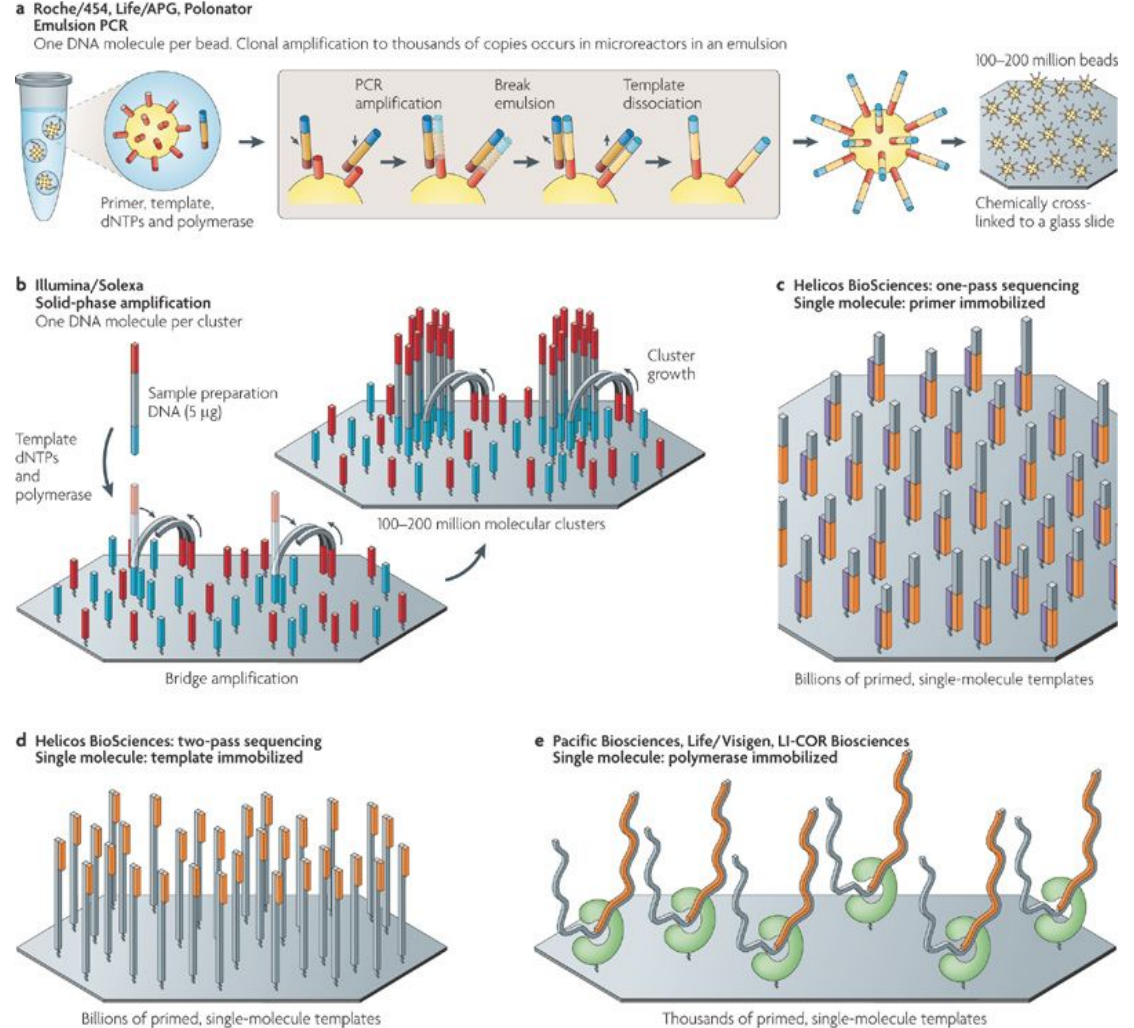 a Roche/454, Life/APG, Polonator
Emulsion PCR
One DNA molecule per bead. Clonal amplification to thousands of copies occurs in microreactors in an emulsion
Primer, template,
dNTPs and polymerase
PCR
amplification
Break
emulsion
Template
dissociation
100–200 million beads
Chemically cross-
linked to a glass slide
b Illumina/Solexa
Solid-phase amplification
One DNA molecule per cluster
Sample preparation
DNA (5 µg)
Template
dNTPs
and
polymerase
Bridge amplification
100–200 million molecular clusters
Cluster
growth
c Helicos BioSciences: one-pass sequencing
Single molecule: primer immobilized
Billions of primed, single-molecule templates
d Helicos BioSciences: two-pass sequencing
Single molecule: template immobilized
Billions of primed, single-molecule templates
e Pacific Biosciences, Life/Visigen, LI-COR Biosciences
Single molecule: polymerase immobilized
Thousands of primed, single-molecule templates